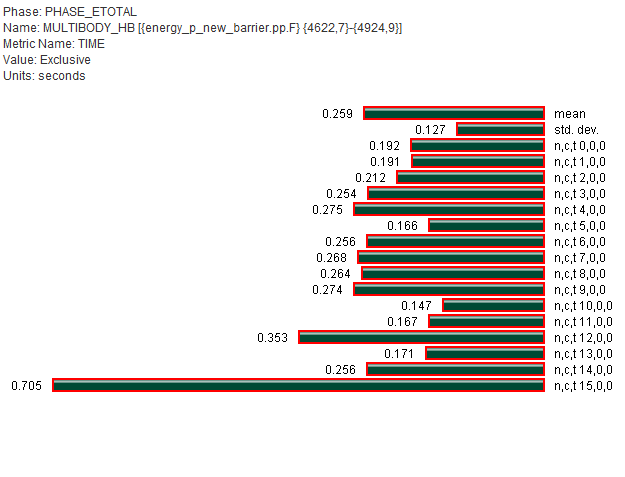 Phase: PHASE_ETOTAL
Name: MULTIBODY_HB [{energy_p_new_barrier.pp.F} {4622,7}-{4924,9}]
Metric Name: TIME
Value: Exclusive
Units: seconds
0.259 mean
0.127 std. dev.
0.192 n,c,t 0,0,0
0.191 n,c,t 1,0,0
0.212 n,c,t 2,0,0
0.254 n,c,t 3,0,0
0.275 n,c,t 4,0,0
0.166 n,c,t 5,0,0
0.256 n,c,t 6,0,0
0.268 n,c,t 7,0,0
0.264 n,c,t 8,0,0
0.274 n,c,t 9,0,0
0.147 n,c,t 10,0,0
0.167 n,c,t 11,0,0
0.353 n,c,t 12,0,0
0.171 n,c,t 13,0,0
0.256 n,c,t 14,0,0
0.705 n,c,t 15,0,0